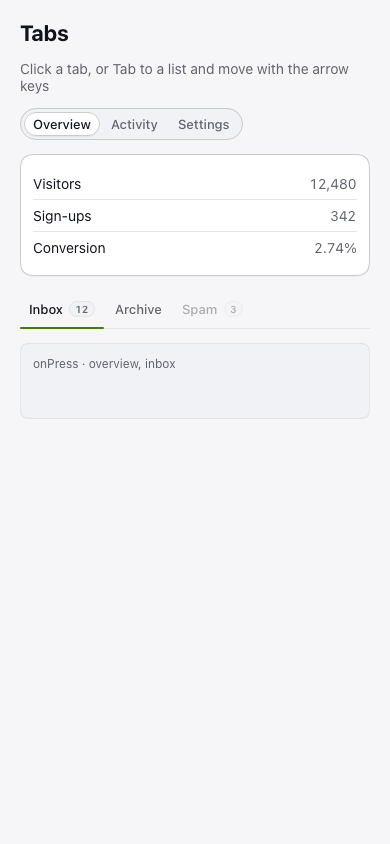 Tabs
Click a tab, or Tab to a list and move with the arrow
keys
Overview Activity Settings
Visitors 12,480
Sign-ups 342
Conversion 2.74%
Inbox 12 Archive Spam 3
onPress · overview, inbox